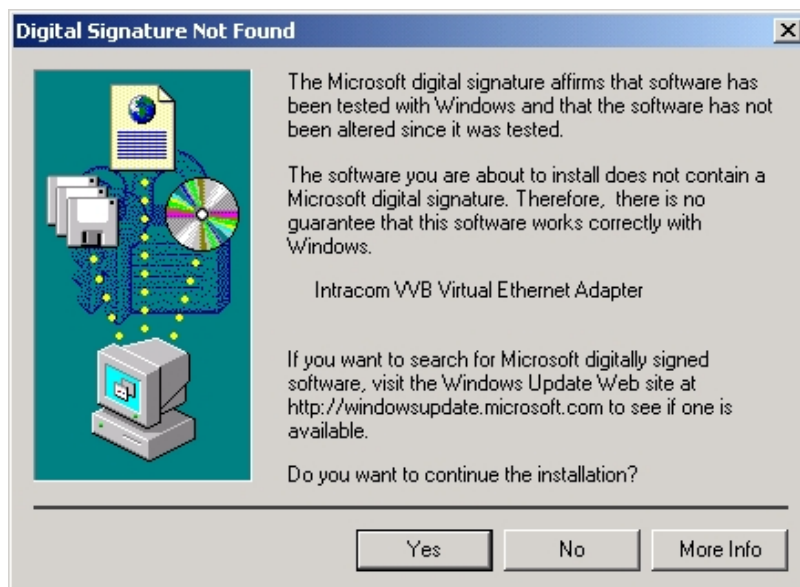 Digital Signature Not Found
The Microsoft digital signature affirms that software has
been tested with Windows and that the software has not
been altered since it was tested.
The software you are about to install does not contain a
Microsoft digital signature. Therefore, there is no
guarantee that this software works correctly with
Windows.
Intracom VVB Virtual Ethernet Adapter
If you want to search for Microsoft digitally signed
software, visit the Windows Update Web site at
http://windowsupdate.microsoft.com to see if one is
available.
Do you want to continue the installation?
Yes
No
More Info